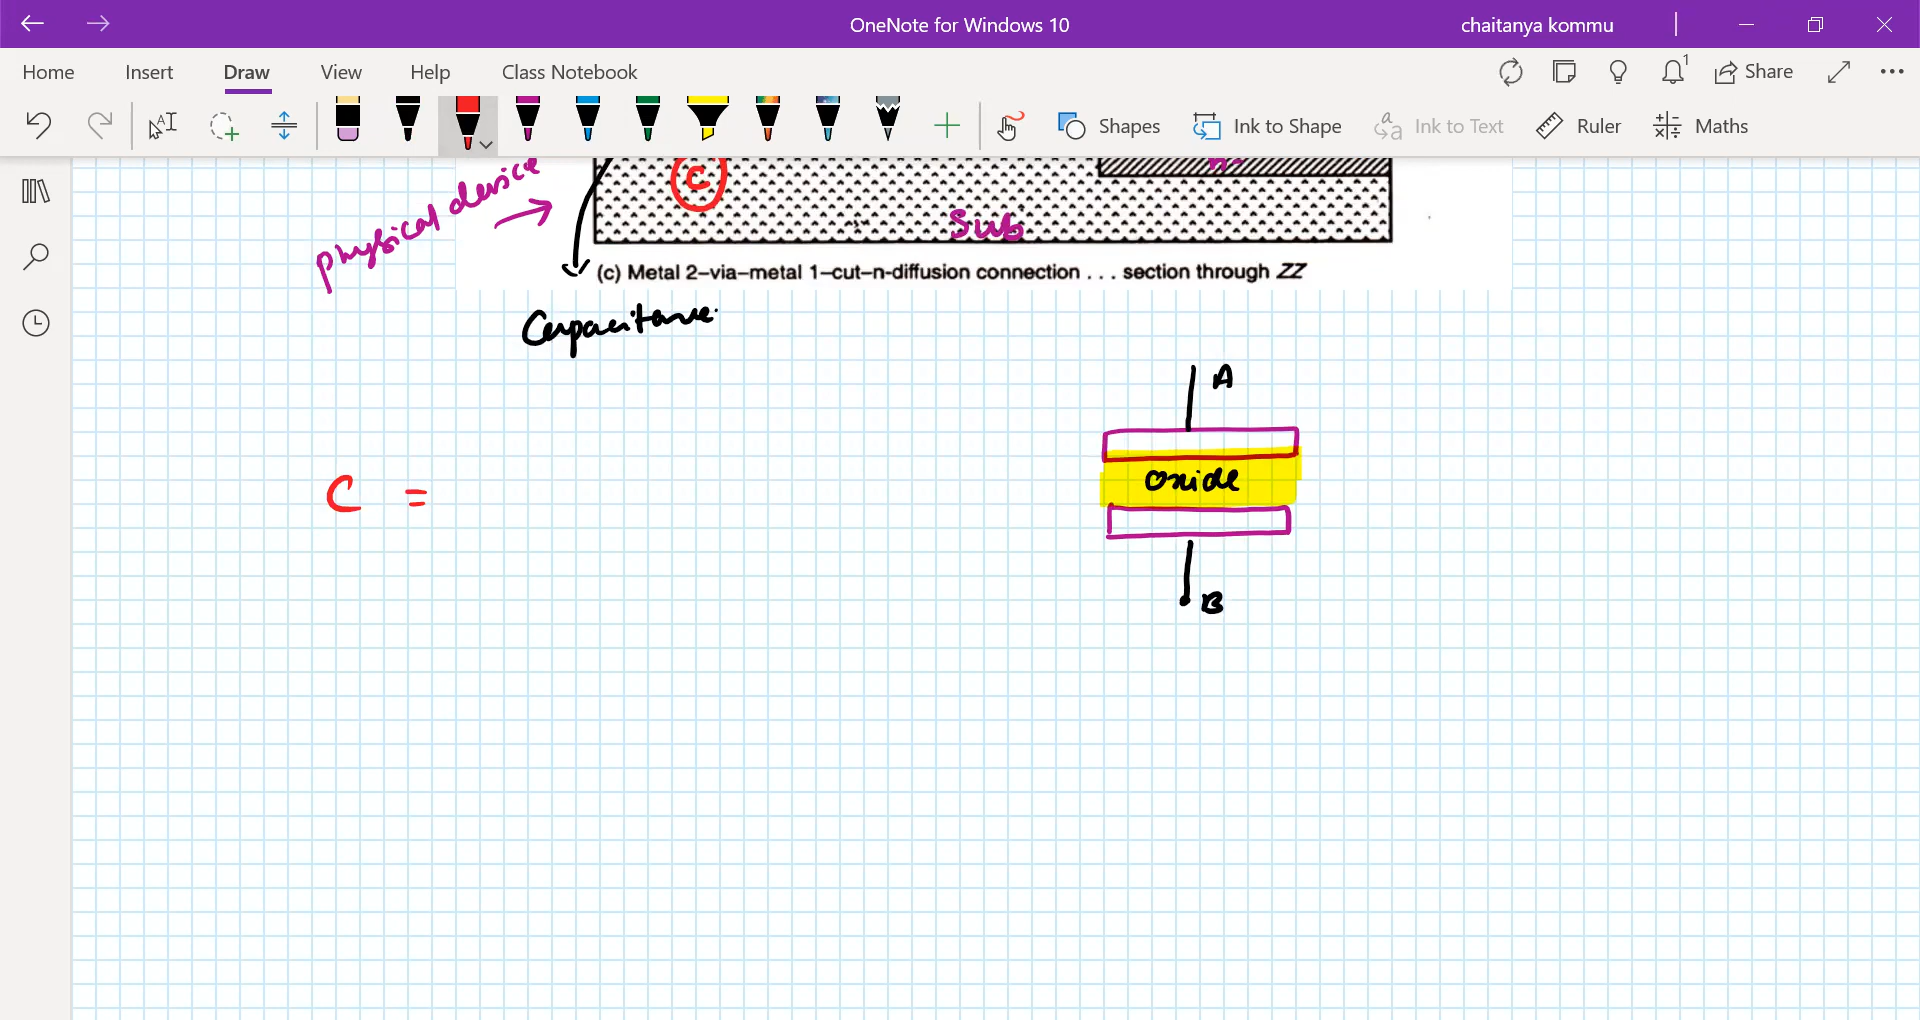 OneNote for Windows 10
chaitanya kommu
Home Insert Draw View Help Class Notebook
1
Share
Shapes Ink to Shape Ink to Text Ruler Maths
physical device
C
Sub
(c) Metal 2-via-metal 1-cut-n-diffusion connection . . . section through ZZ
Capacitance
A
C = oxide
B